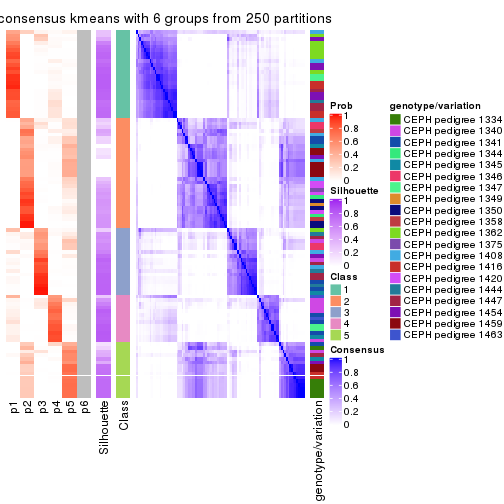 consensus kmeans with 6 groups from 250 partitions
p1
p2
p3
p4
p5
p6
Silhouette
Class
genotype/variation
Prob
1
0.8
0.6
0.4
0.2
0
Silhouette
1
0.8
0.6
0.4
0.2
0
Class
1
2
3
4
5
Consensus
1
0.8
0.6
0.4
0.2
0
genotype/variation
CEPH pedigree 1334
CEPH pedigree 1340
CEPH pedigree 1341
CEPH pedigree 1344
CEPH pedigree 1345
CEPH pedigree 1346
CEPH pedigree 1347
CEPH pedigree 1349
CEPH pedigree 1350
CEPH pedigree 1358
CEPH pedigree 1362
CEPH pedigree 1375
CEPH pedigree 1408
CEPH pedigree 1416
CEPH pedigree 1420
CEPH pedigree 1444
CEPH pedigree 1447
CEPH pedigree 1454
CEPH pedigree 1459
CEPH pedigree 1463